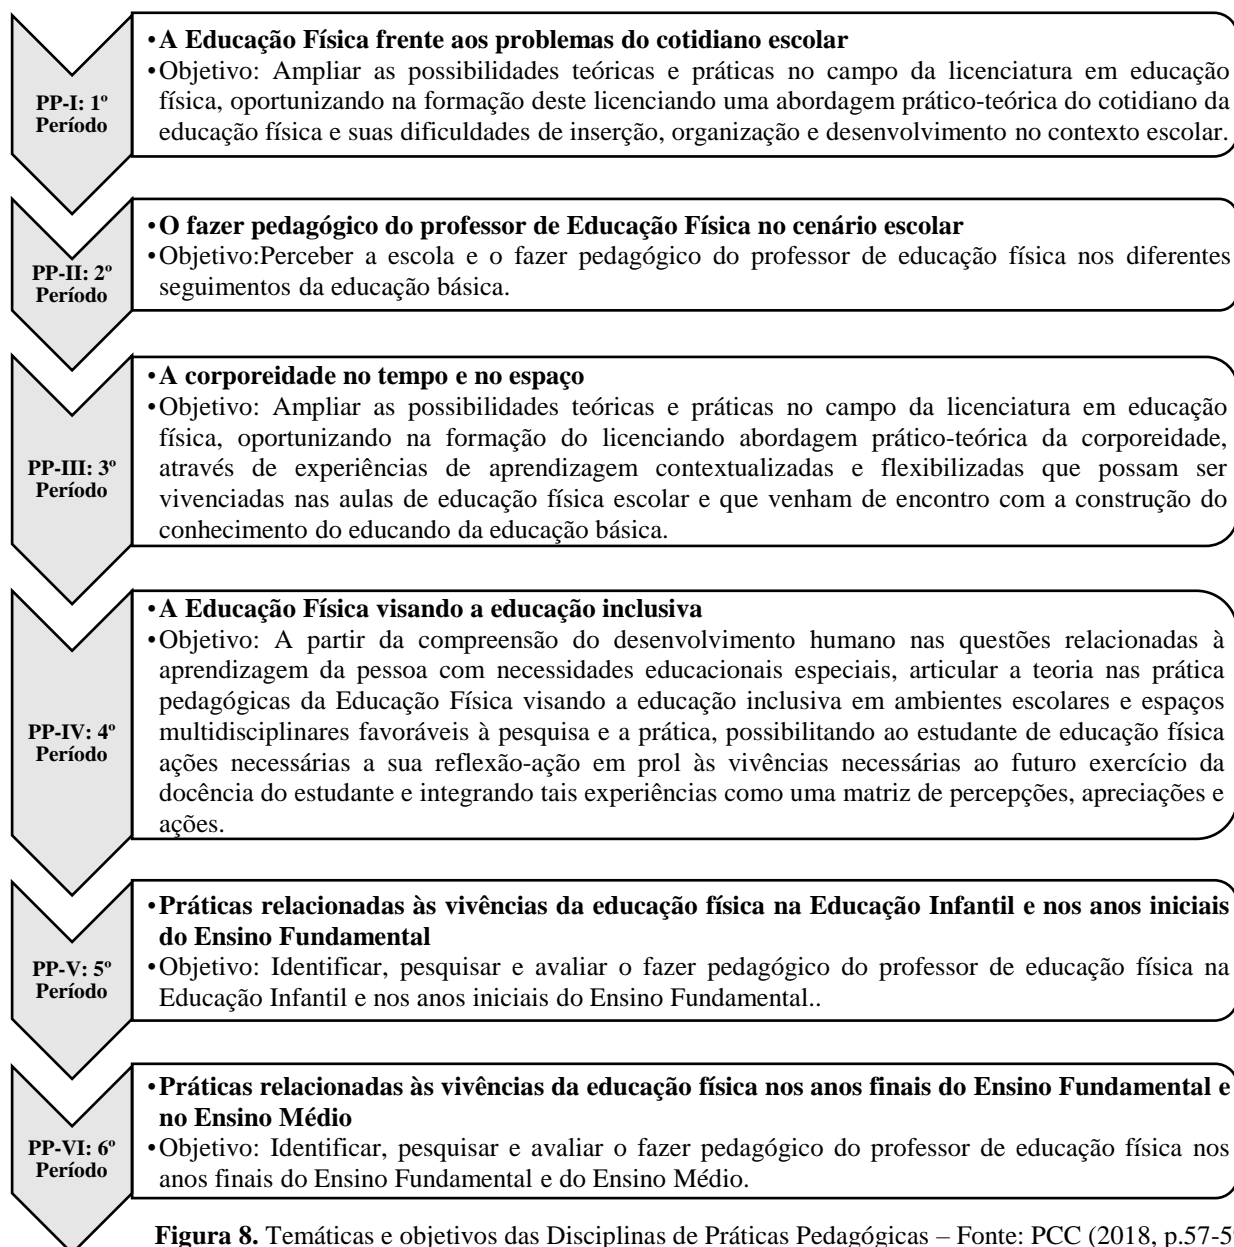 PP-I: 1º
Período
•A Educação Física frente aos problemas do cotidiano escolar
•Objetivo: Ampliar as possibilidades teóricas e práticas no campo da licenciatura em educação
física, oportunizando na formação deste licenciando uma abordagem prático-teórica do cotidiano da
educação física e suas dificuldades de inserção, organização e desenvolvimento no contexto escolar.
PP-II: 2º
Período
•O fazer pedagógico do professor de Educação Física no cenário escolar
•Objetivo:Perceber a escola e o fazer pedagógico do professor de educação física nos diferentes
seguimentos da educação básica.
PP-III: 3º
Período
•A corporeidade no tempo e no espaço
•Objetivo: Ampliar as possibilidades teóricas e práticas no campo da licenciatura em educação
física, oportunizando na formação do licenciando abordagem prático-teórica da corporeidade,
através de experiências de aprendizagem contextualizadas e flexibilizadas que possam ser
vivenciadas nas aulas de educação física escolar e que venham de encontro com a construção do
conhecimento do educando da educação básica.
PP-IV: 4º
Período
•A Educação Física visando a educação inclusiva
•Objetivo: A partir da compreensão do desenvolvimento humano nas questões relacionadas à
aprendizagem da pessoa com necessidades educacionais especiais, articular a teoria nas prática
pedagógicas da Educação Física visando a educação inclusiva em ambientes escolares e espaços
multidisciplinares favoráveis à pesquisa e a prática, possibilitando ao estudante de educação física
ações necessárias a sua reflexão-ação em prol às vivências necessárias ao futuro exercício da
docência do estudante e integrando tais experiências como uma matriz de percepções, apreciações e
ações.
PP-V: 5º
Período
•Práticas relacionadas às vivências da educação física na Educação Infantil e nos anos iniciais
do Ensino Fundamental
•Objetivo: Identificar, pesquisar e avaliar o fazer pedagógico do professor de educação física na
Educação Infantil e nos anos iniciais do Ensino Fundamental..
PP-VI: 6º
Período
•Práticas relacionadas às vivências da educação física nos anos finais do Ensino Fundamental e
no Ensino Médio
•Objetivo: Identificar, pesquisar e avaliar o fazer pedagógico do professor de educação física nos
anos finais do Ensino Fundamental e do Ensino Médio.
Figura 8. Temáticas e objetivos das Disciplinas de Práticas Pedagógicas – Fonte: PCC (2018, p.57-5